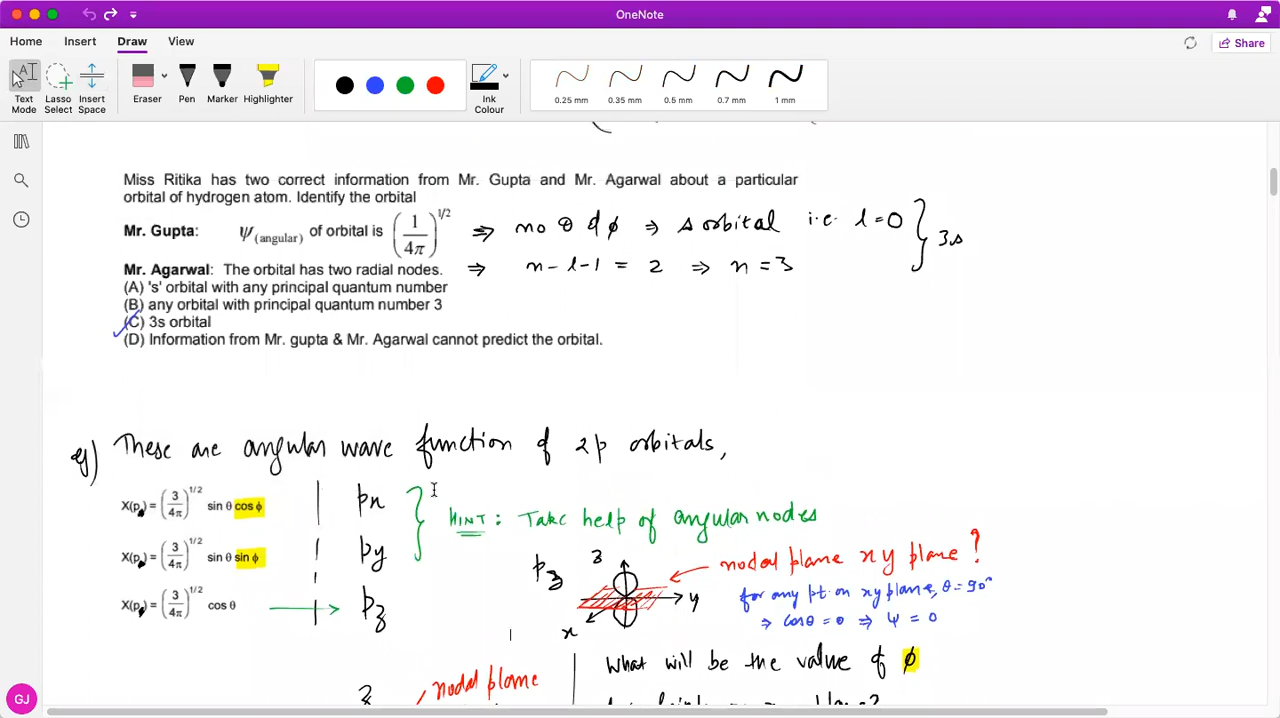 OneNote
Home Insert Draw View
Share
Text Mode
Lasso Select
Insert Space
Eraser
Pen
Marker
Highlighter
Ink Colour
0.25 mm 0.35 mm 0.5 mm 0.7 mm 1 mm
Miss Ritika has two correct information from Mr. Gupta and Mr. Agarwal about a particular
orbital of hydrogen atom. Identify the orbital
Mr. Gupta: Ψ(angular) of orbital is (1/4π)^1/2 ⇒ no θ d ϕ ⇒ s orbital i.e. l = 0 } 3s
Mr. Agarwal: The orbital has two radial nodes. ⇒ n-l-1 = 2 ⇒ n = 3
(A) 's' orbital with any principal quantum number
(B) any orbital with principal quantum number 3
(C) 3s orbital
(D) Information from Mr. gupta & Mr. Agarwal cannot predict the orbital.
eg) These are angular wave function of 2p orbitals,
X(p) = (3/4π)^1/2 sin θ cos ϕ | px
HINT: Take help of angular nodes
X(p) = (3/4π)^1/2 sin θ sin ϕ | py
pz z nodal plane xy plane ?
for any pt on xy plane, θ = 90°
X(p) = (3/4π)^1/2 cos θ → pz
y
⇒ cosθ = 0 ⇒ Ψ = 0
x
What will be the value of ϕ
z nodal plane
GJ